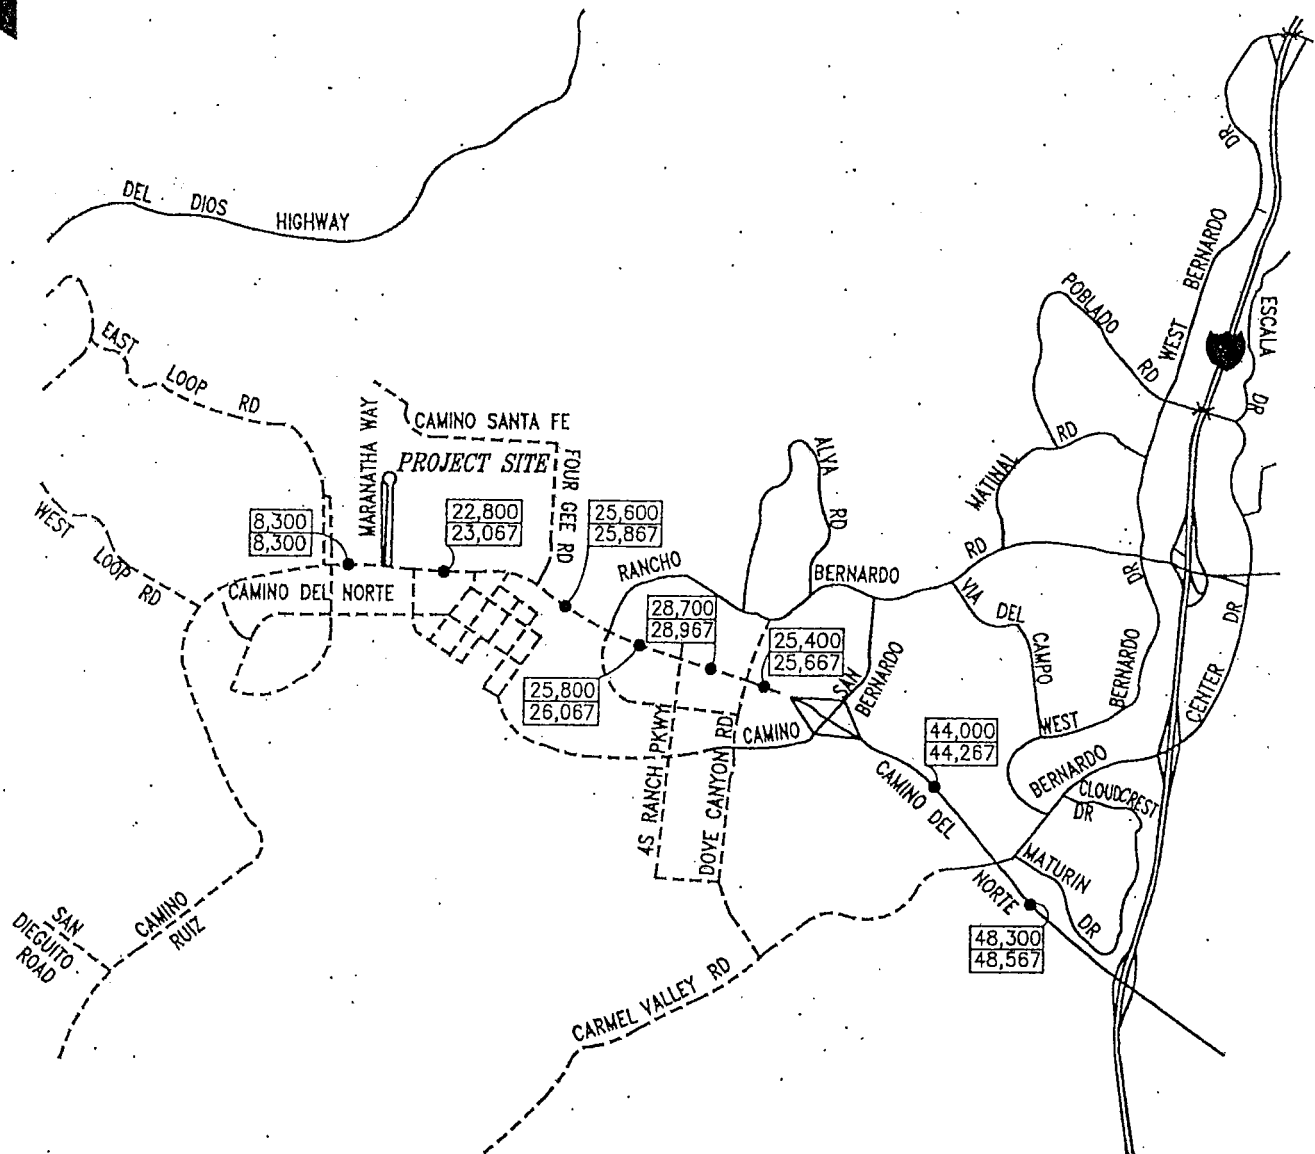 DEL DIOS HIGHWAY
EAST LOOP RD
WEST LOOP RD
MARANATHA WAY
CAMINO SANTA FE
PROJECT SITE
FOUR GEE RD
8,300
8,300
22,800
23,067
25,600
25,867
CAMINO DEL NORTE
RANCHO BERNARDO RD
28,700
28,967
25,400
25,667
25,800
26,067
ALVA RD
MATINAL RD
POBLADO RD
WEST BERNARDO DR
ESCALA DR
VIA DEL CAMPO
WEST BERNARDO DR
BERNARDO CENTER DR
CAMINO SAN BERNARDO
4S RANCH PKWY
DOVE CANYON RD
44,000
44,267
CAMINO DEL NORTE
CLOUDCREST DR
MATURIN DR
48,300
48,567
SAN DIEGUITO ROAD
CAMINO RUIZ
CARMEL VALLEY RD